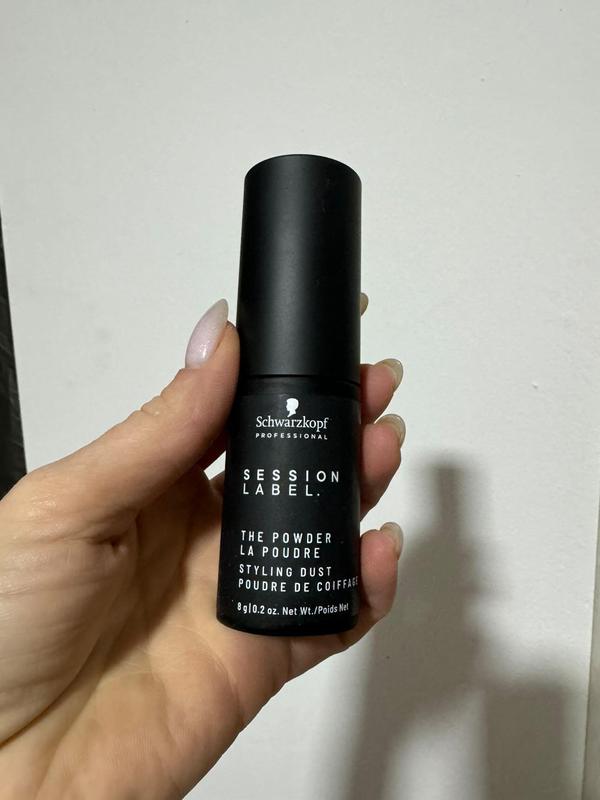 Schwarzkopf
PROFESSIONAL
SESSION
LABEL.
THE POWDER
LA POUDRE
STYLING DUST
POUDRE DE COIFFAGE
8 g|0.2 oz. Net Wt./Poids Net